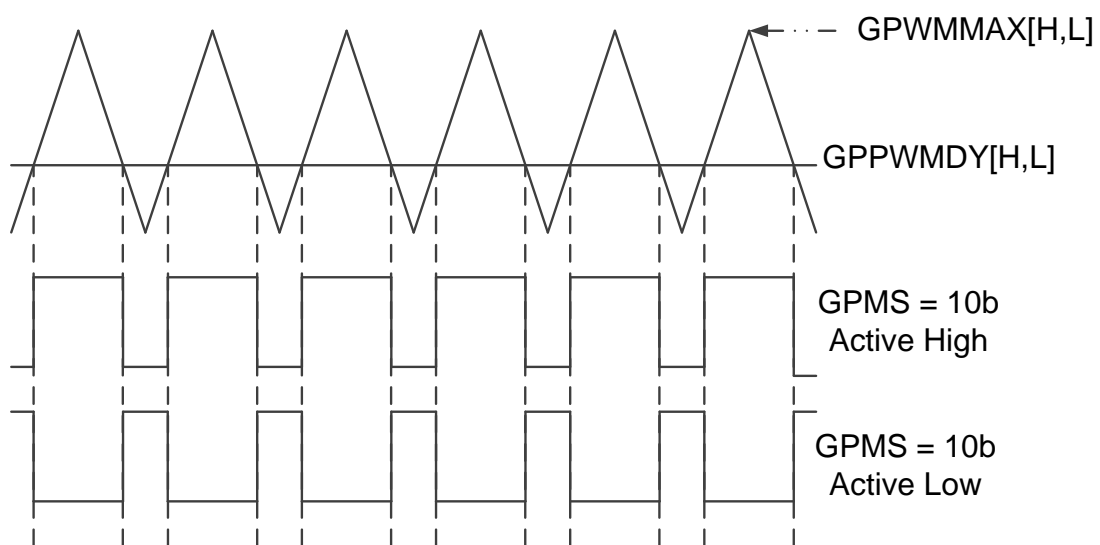 GPWMMAX[H,L]
GPPWMDY[H,L]
GPMS = 10b
Active High
GPMS = 10b
Active Low